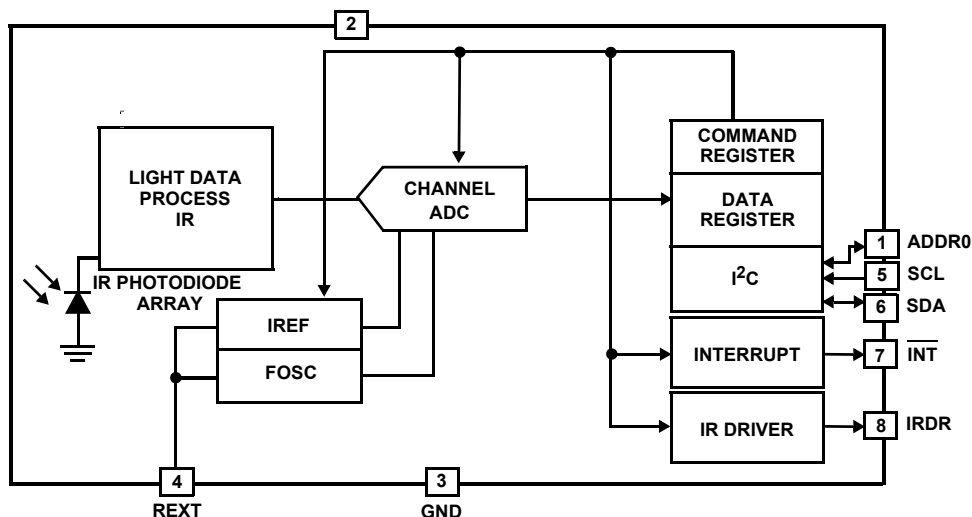 2
LIGHT DATA
PROCESS
IR
IR PHOTODIODE
ARRAY
CHANNEL
ADC
IREF
FOSC
COMMAND
REGISTER
DATA
REGISTER
I²C
INTERRUPT
IR DRIVER
1 ADDR0
5 SCL
6 SDA
7 INT
8 IRDR
4
REXT
3
GND